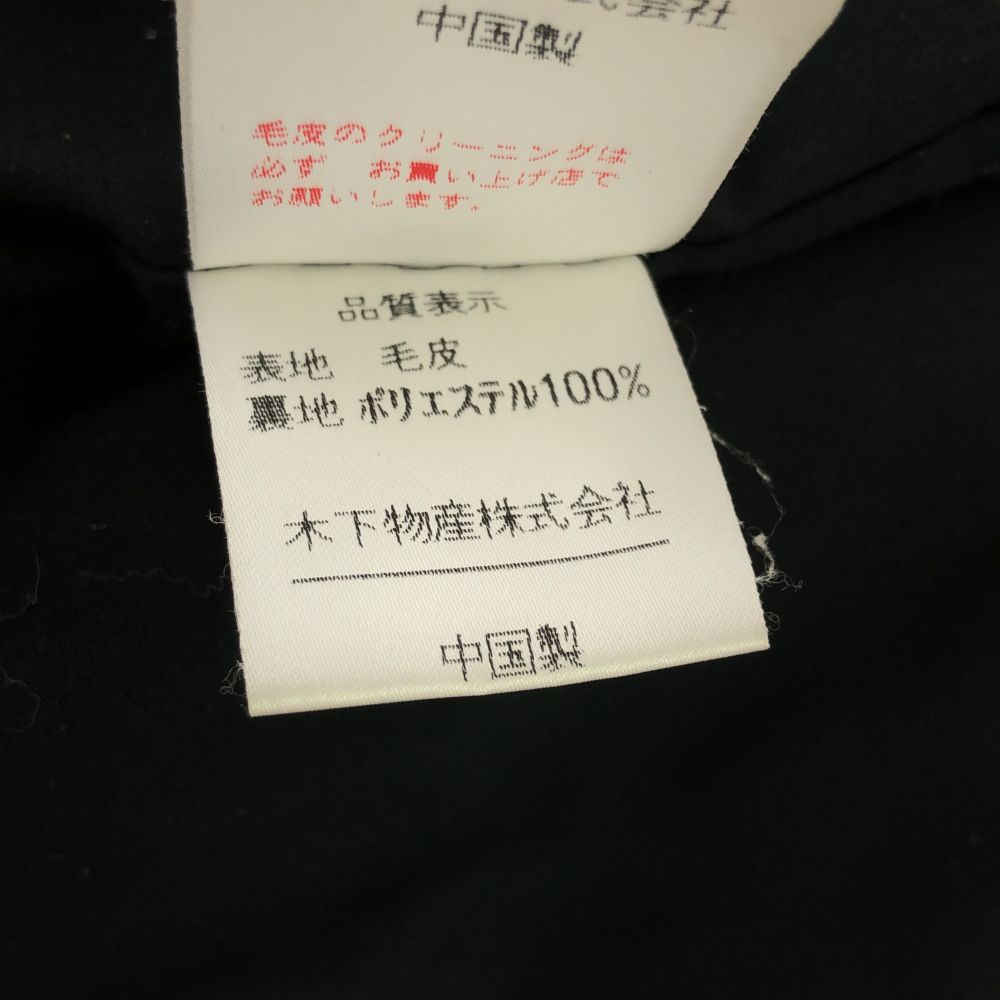 式会社
中国製
毛皮のクリーニングは
必ず お買い上げ店で
お願いします。
品質表示
表地 毛皮
裏地 ポリエステル100%
木下物産株式会社
中国製